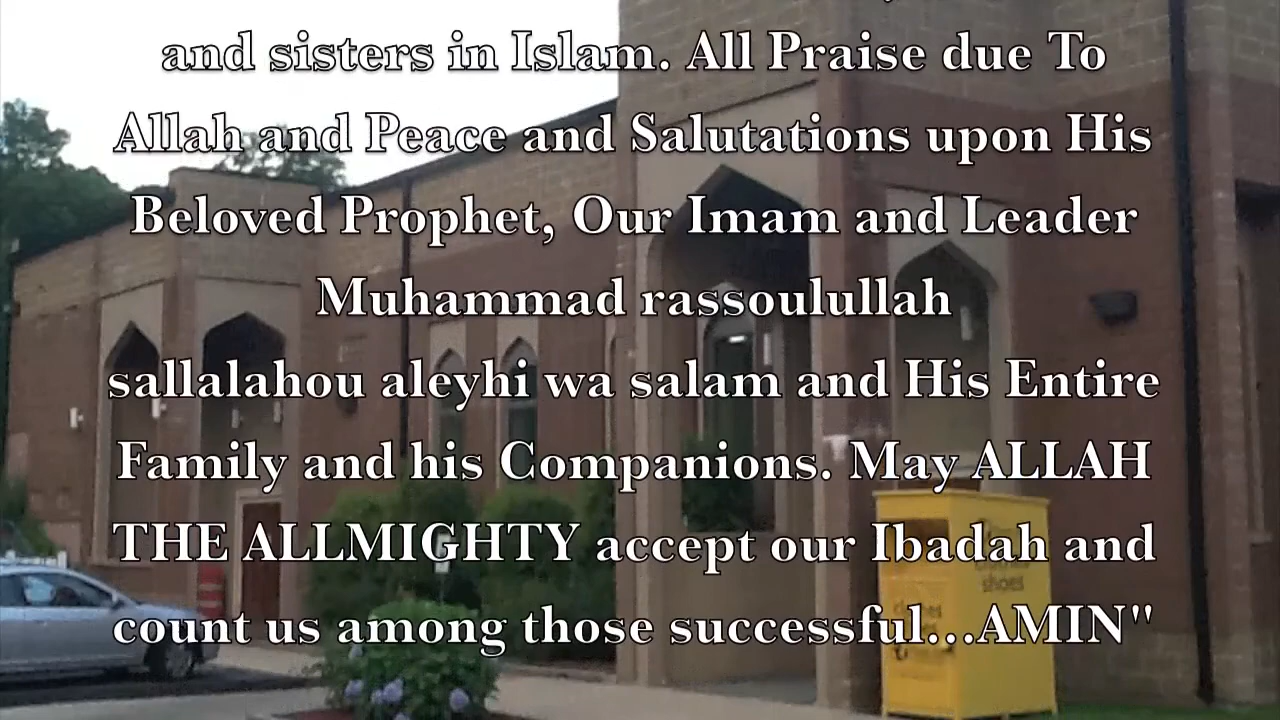 and sisters in Islam. All Praise due To
Allah and Peace and Salutations upon His
Beloved Prophet, Our Imam and Leader
Muhammad rassoulullah
sallalahou aleyhi wa salam and His Entire
Family and his Companions. May ALLAH
THE ALLMIGHTY accept our Ibadah and
count us among those successful...AMIN"
shoes